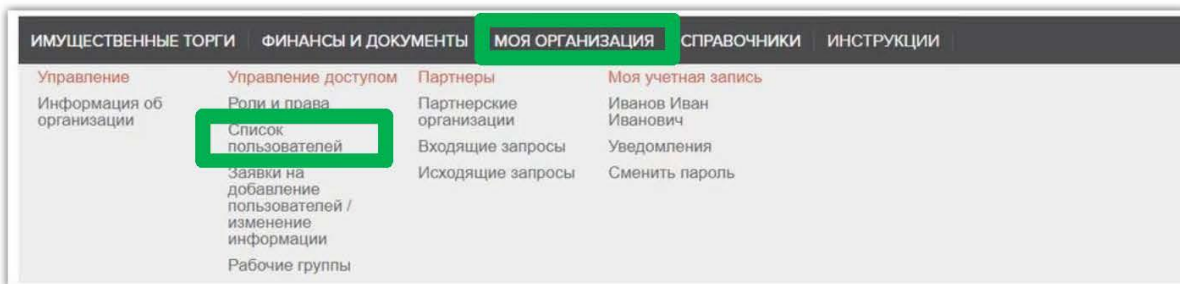 ИМУЩЕСТВЕННЫЕ ТОРГИ ФИНАНСЫ И ДОКУМЕНТЫ МОЯ ОРГАНИЗАЦИЯ СПРАВОЧНИКИ ИНСТРУКЦИИ
Управление
Информация об
организации
Управление доступом
Роли и права
Список
пользователей
Заявки на
добавление
пользователей /
изменение
информации
Рабочие группы
Партнеры
Партнерские
организации
Входящие запросы
Исходящие запросы
Моя учетная запись
Иванов Иван
Иванович
Уведомления
Сменить пароль